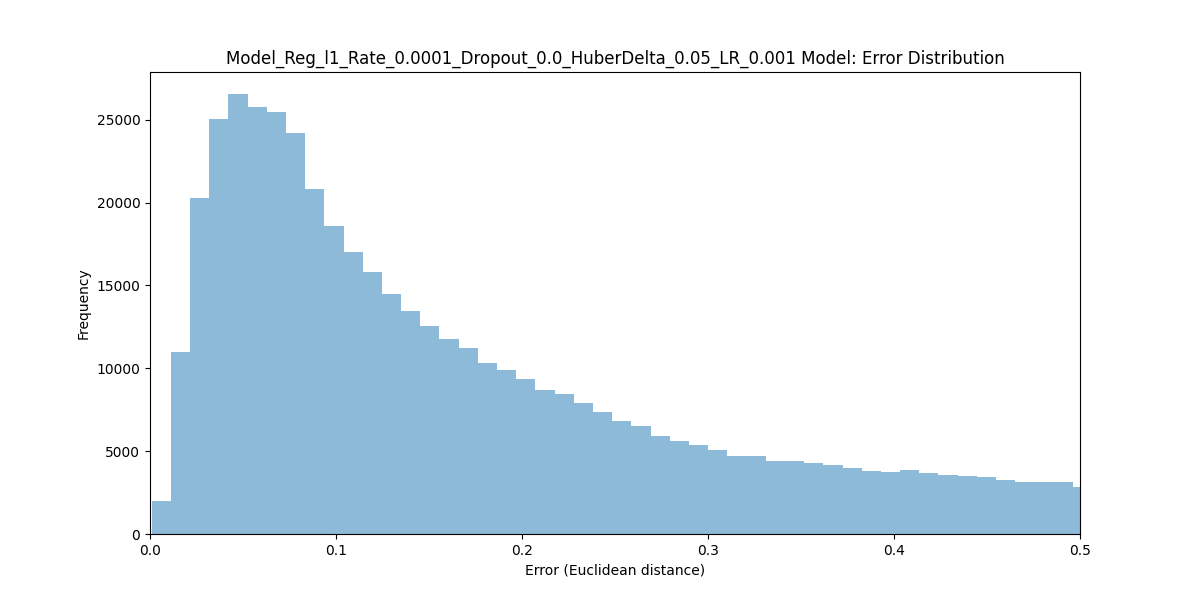 Model_Reg_l1_Rate_0.0001_Dropout_0.0_HuberDelta_0.05_LR_0.001 Model: Error Distribution
Frequency
25000
20000
15000
10000
5000
0
0.0 0.1 0.2 0.3 0.4 0.5
Error (Euclidean distance)